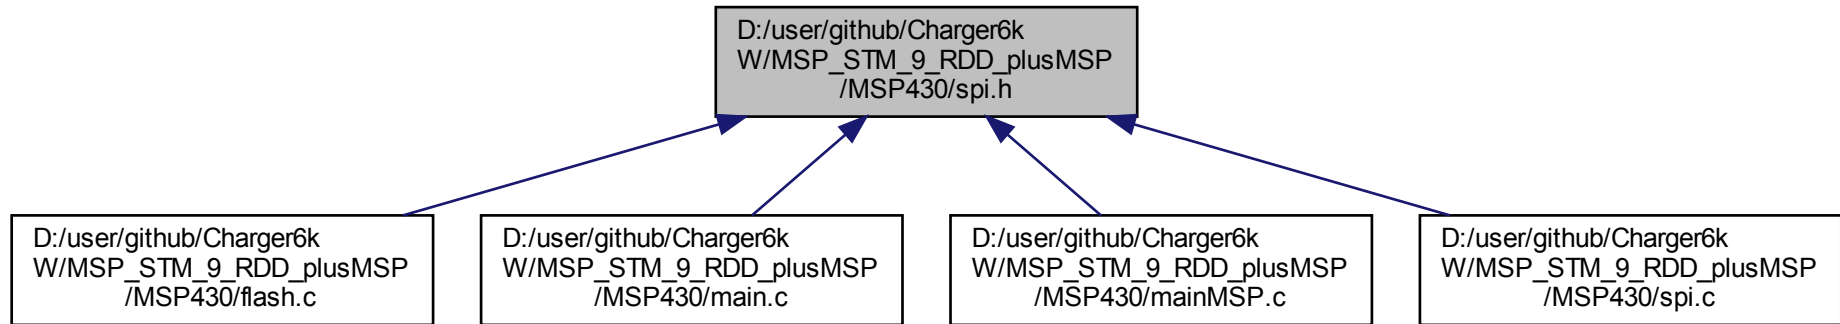 D:/user/github/Charger6k
W/MSP_STM_9_RDD_plusMSP
/MSP430/spi.h
D:/user/github/Charger6k
W/MSP_STM_9_RDD_plusMSP
/MSP430/flash.c
D:/user/github/Charger6k
W/MSP_STM_9_RDD_plusMSP
/MSP430/main.c
D:/user/github/Charger6k
W/MSP_STM_9_RDD_plusMSP
/MSP430/mainMSP.c
D:/user/github/Charger6k
W/MSP_STM_9_RDD_plusMSP
/MSP430/spi.c